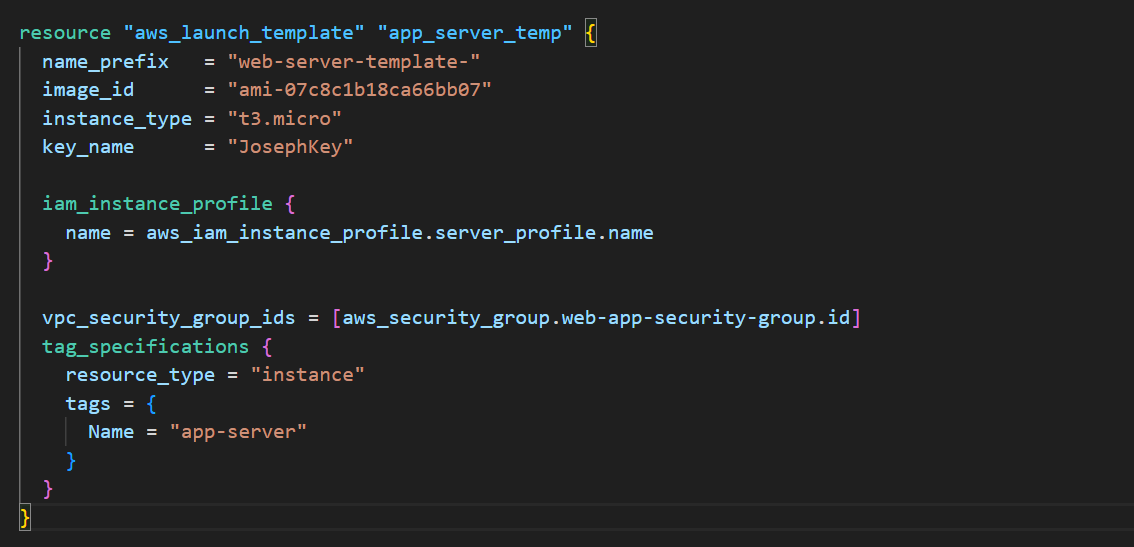 resource "aws_launch_template" "app_server_temp" {
  name_prefix   = "web-server-template-"
  image_id      = "ami-07c8c1b18ca66bb07"
  instance_type = "t3.micro"
  key_name      = "JosephKey"

  iam_instance_profile {
    name = aws_iam_instance_profile.server_profile.name
  }

  vpc_security_group_ids = [aws_security_group.web-app-security-group.id]
  tag_specifications {
    resource_type = "instance"
    tags = {
      Name = "app-server"
    }
  }
}